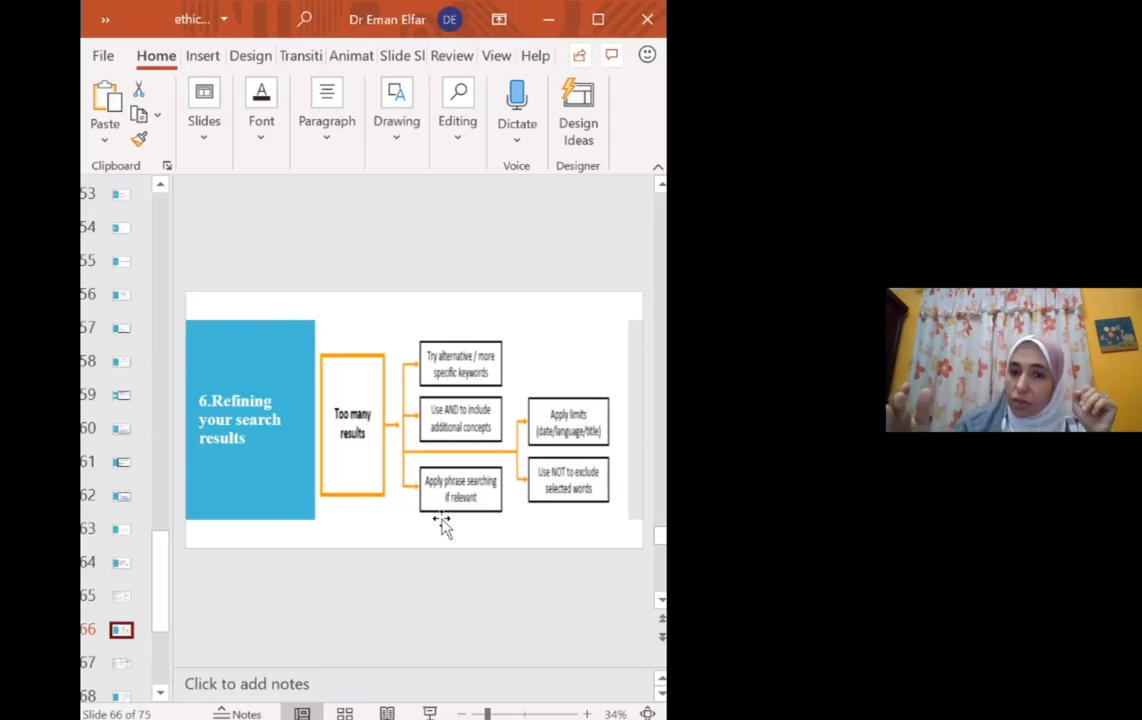 ethic...
Dr Eman Elfar
DE
File
Home
Insert
Design
Transiti
Animat
Slide Sl
Review
View
Help
Paste
Slides
Font
Paragraph
Drawing
Editing
Dictate
Design
Ideas
Clipboard
Voice
Designer
53
54
55
56
57
58
59
60
61
62
63
64
65
66
67
68
6.Refining
your search
results
Too many
results
Try alternative / more
specific keywords
Use AND to include
additional concepts
Apply phrase searching
if relevant
Apply limits
(date/language/title)
Use NOT to exclude
selected words
Click to add notes
Slide 66 of 75
Notes
34%